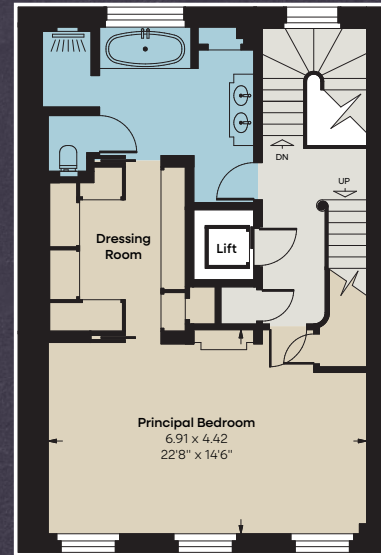 DN
UP
Dressing
Room
Lift
Principal Bedroom
6.91 x 4.42
22'8" x 14'6"